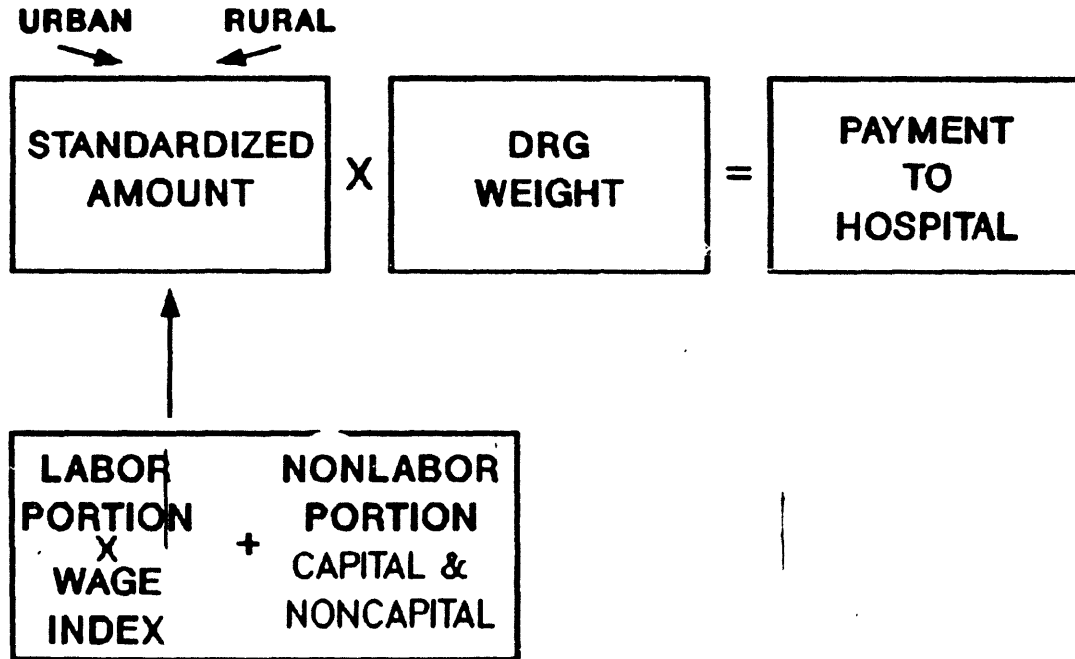 URBAN RURAL
STANDARDIZED AMOUNT X DRG WEIGHT = PAYMENT TO HOSPITAL
LABOR PORTION X WAGE INDEX + NONLABOR PORTION CAPITAL & NONCAPITAL